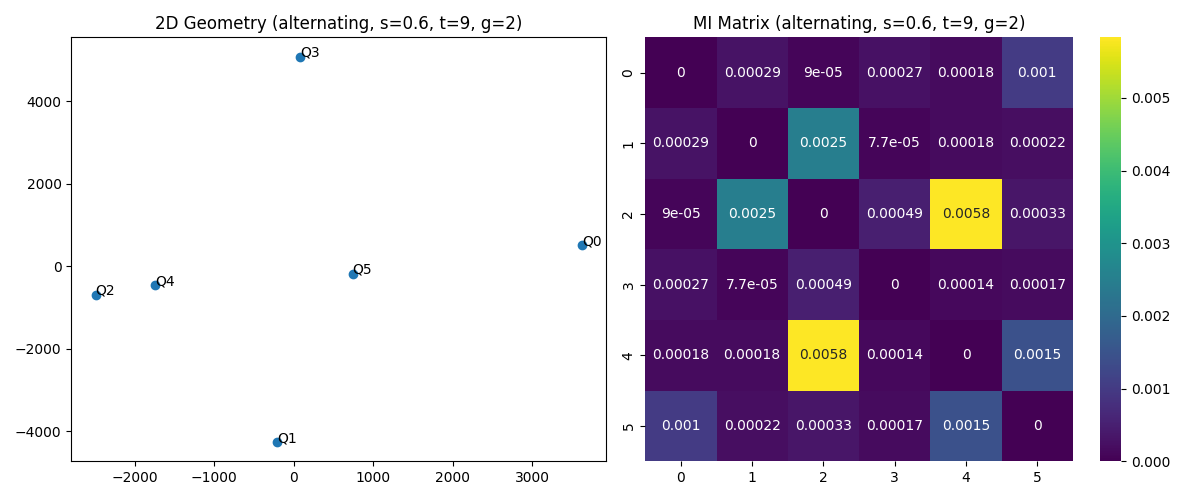 2D Geometry (alternating, s=0.6, t=9, g=2)
Q3
4000
2000
Q0
0
Q5
Q4
Q2
−2000
−4000
Q1
−2000 −1000 0 1000 2000 3000
MI Matrix (alternating, s=0.6, t=9, g=2)
0 0 0.00029 9e-05 0.00027 0.00018 0.001
1 0.00029 0 0.0025 7.7e-05 0.00018 0.00022
2 9e-05 0.0025 0 0.00049 0.0058 0.00033
3 0.00027 7.7e-05 0.00049 0 0.00014 0.00017
4 0.00018 0.00018 0.0058 0.00014 0 0.0015
5 0.001 0.00022 0.00033 0.00017 0.0015 0
0 1 2 3 4 5
0.005
0.004
0.003
0.002
0.001
0.000